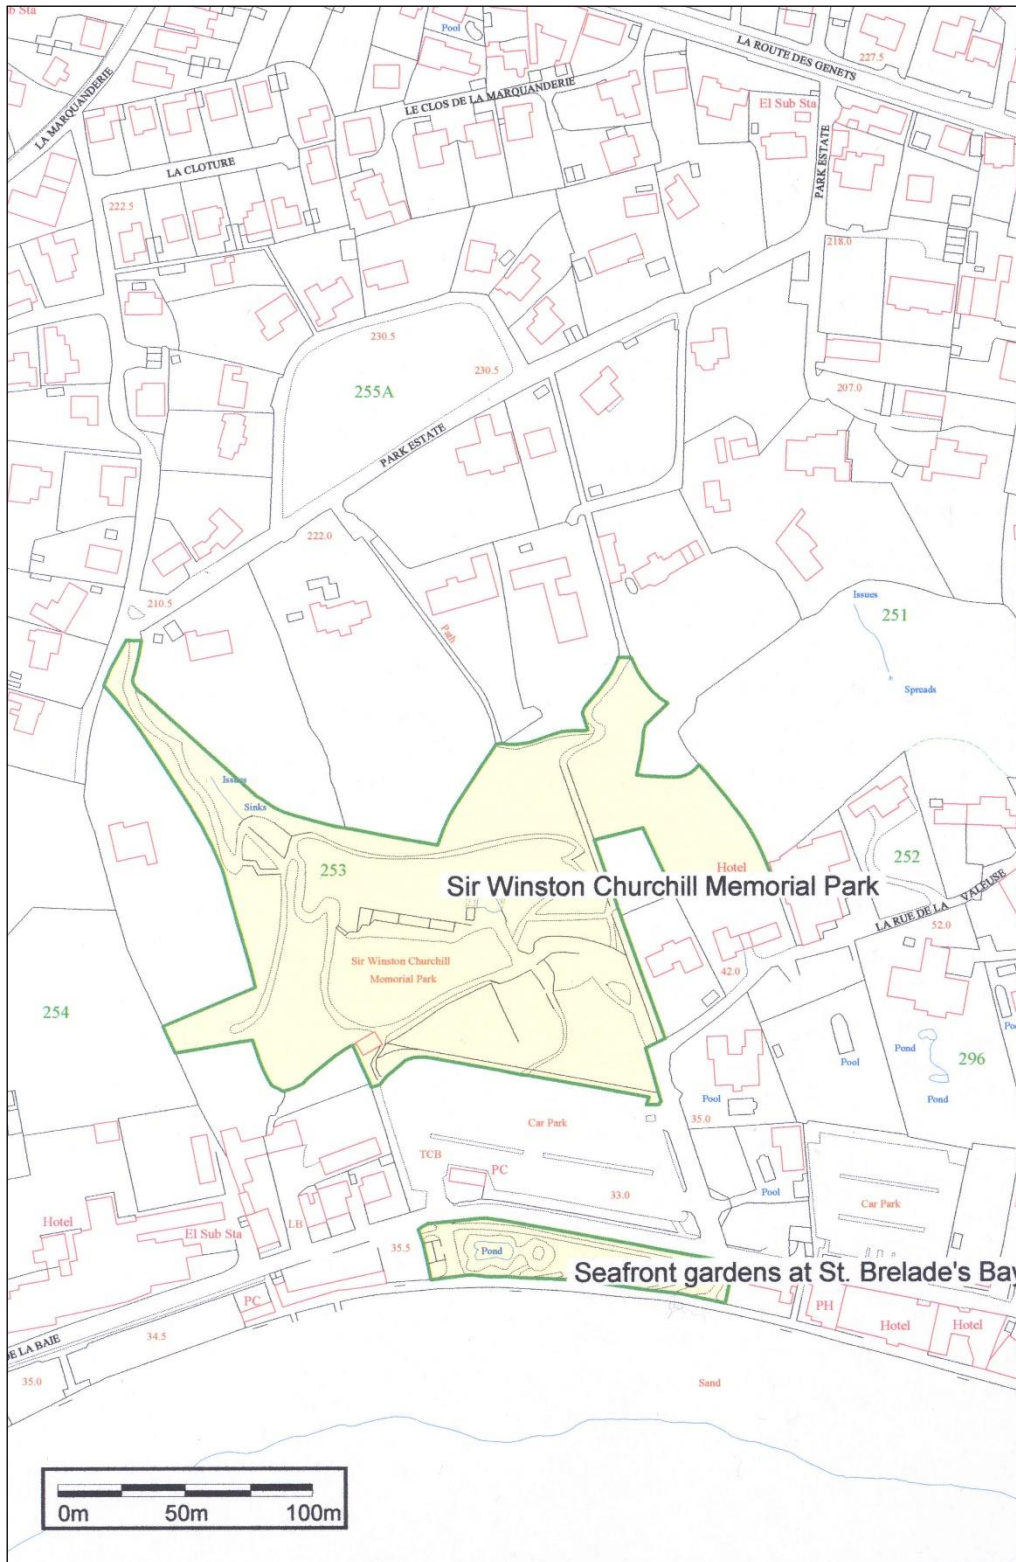 b Sta
Pool
LA ROUTE DES GENETS
227.5
LA MARQUANDERIE
LE CLOS DE LA MARQUANDERIE
El Sub Sta
PARK ESTATE
LA CLOTURE
222.5
218.0
230.5
230.5
255A
207.0
PARK ESTATE
222.0
210.5
Issues
251
Path
Spreads
Issues
Sinks
253
Hotel
252
Sir Winston Churchill Memorial Park
LA RUE DE LA VALEUSE
52.0
Sir Winston Churchill
Memorial Park
42.0
254
Pool
Pond
296
Pond
Poo
Pool
35.0
Car Park
TCB
PC
33.0
Pool
Car Park
Hotel
LB
El Sub Sta
35.5
Pond
Seafront gardens at St. Brelade's Bay
PC
PH
Hotel
Hotel
34.5
DE LA BAIE
35.0
Sand
0m 50m 100m